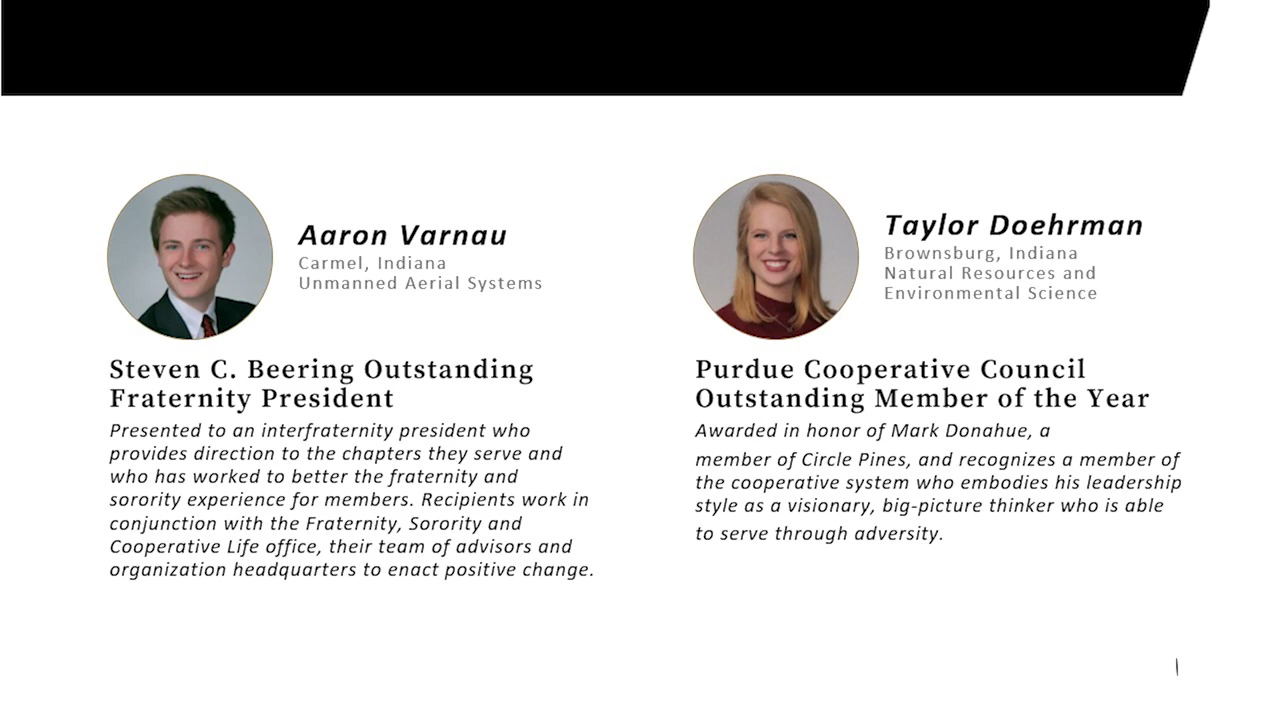 Aaron Varnau
Carmel, Indiana
Unmanned Aerial Systems
Steven C. Beering Outstanding
Fraternity President
Presented to an interfraternity president who
provides direction to the chapters they serve and
who has worked to better the fraternity and
sorority experience for members. Recipients work in
conjunction with the Fraternity, Sorority and
Cooperative Life office, their team of advisors and
organization headquarters to enact positive change.
Taylor Doehrman
Brownsburg, Indiana
Natural Resources and
Environmental Science
Purdue Cooperative Council
Outstanding Member of the Year
Awarded in honor of Mark Donahue, a
member of Circle Pines, and recognizes a member of
the cooperative system who embodies his leadership
style as a visionary, big-picture thinker who is able
to serve through adversity.